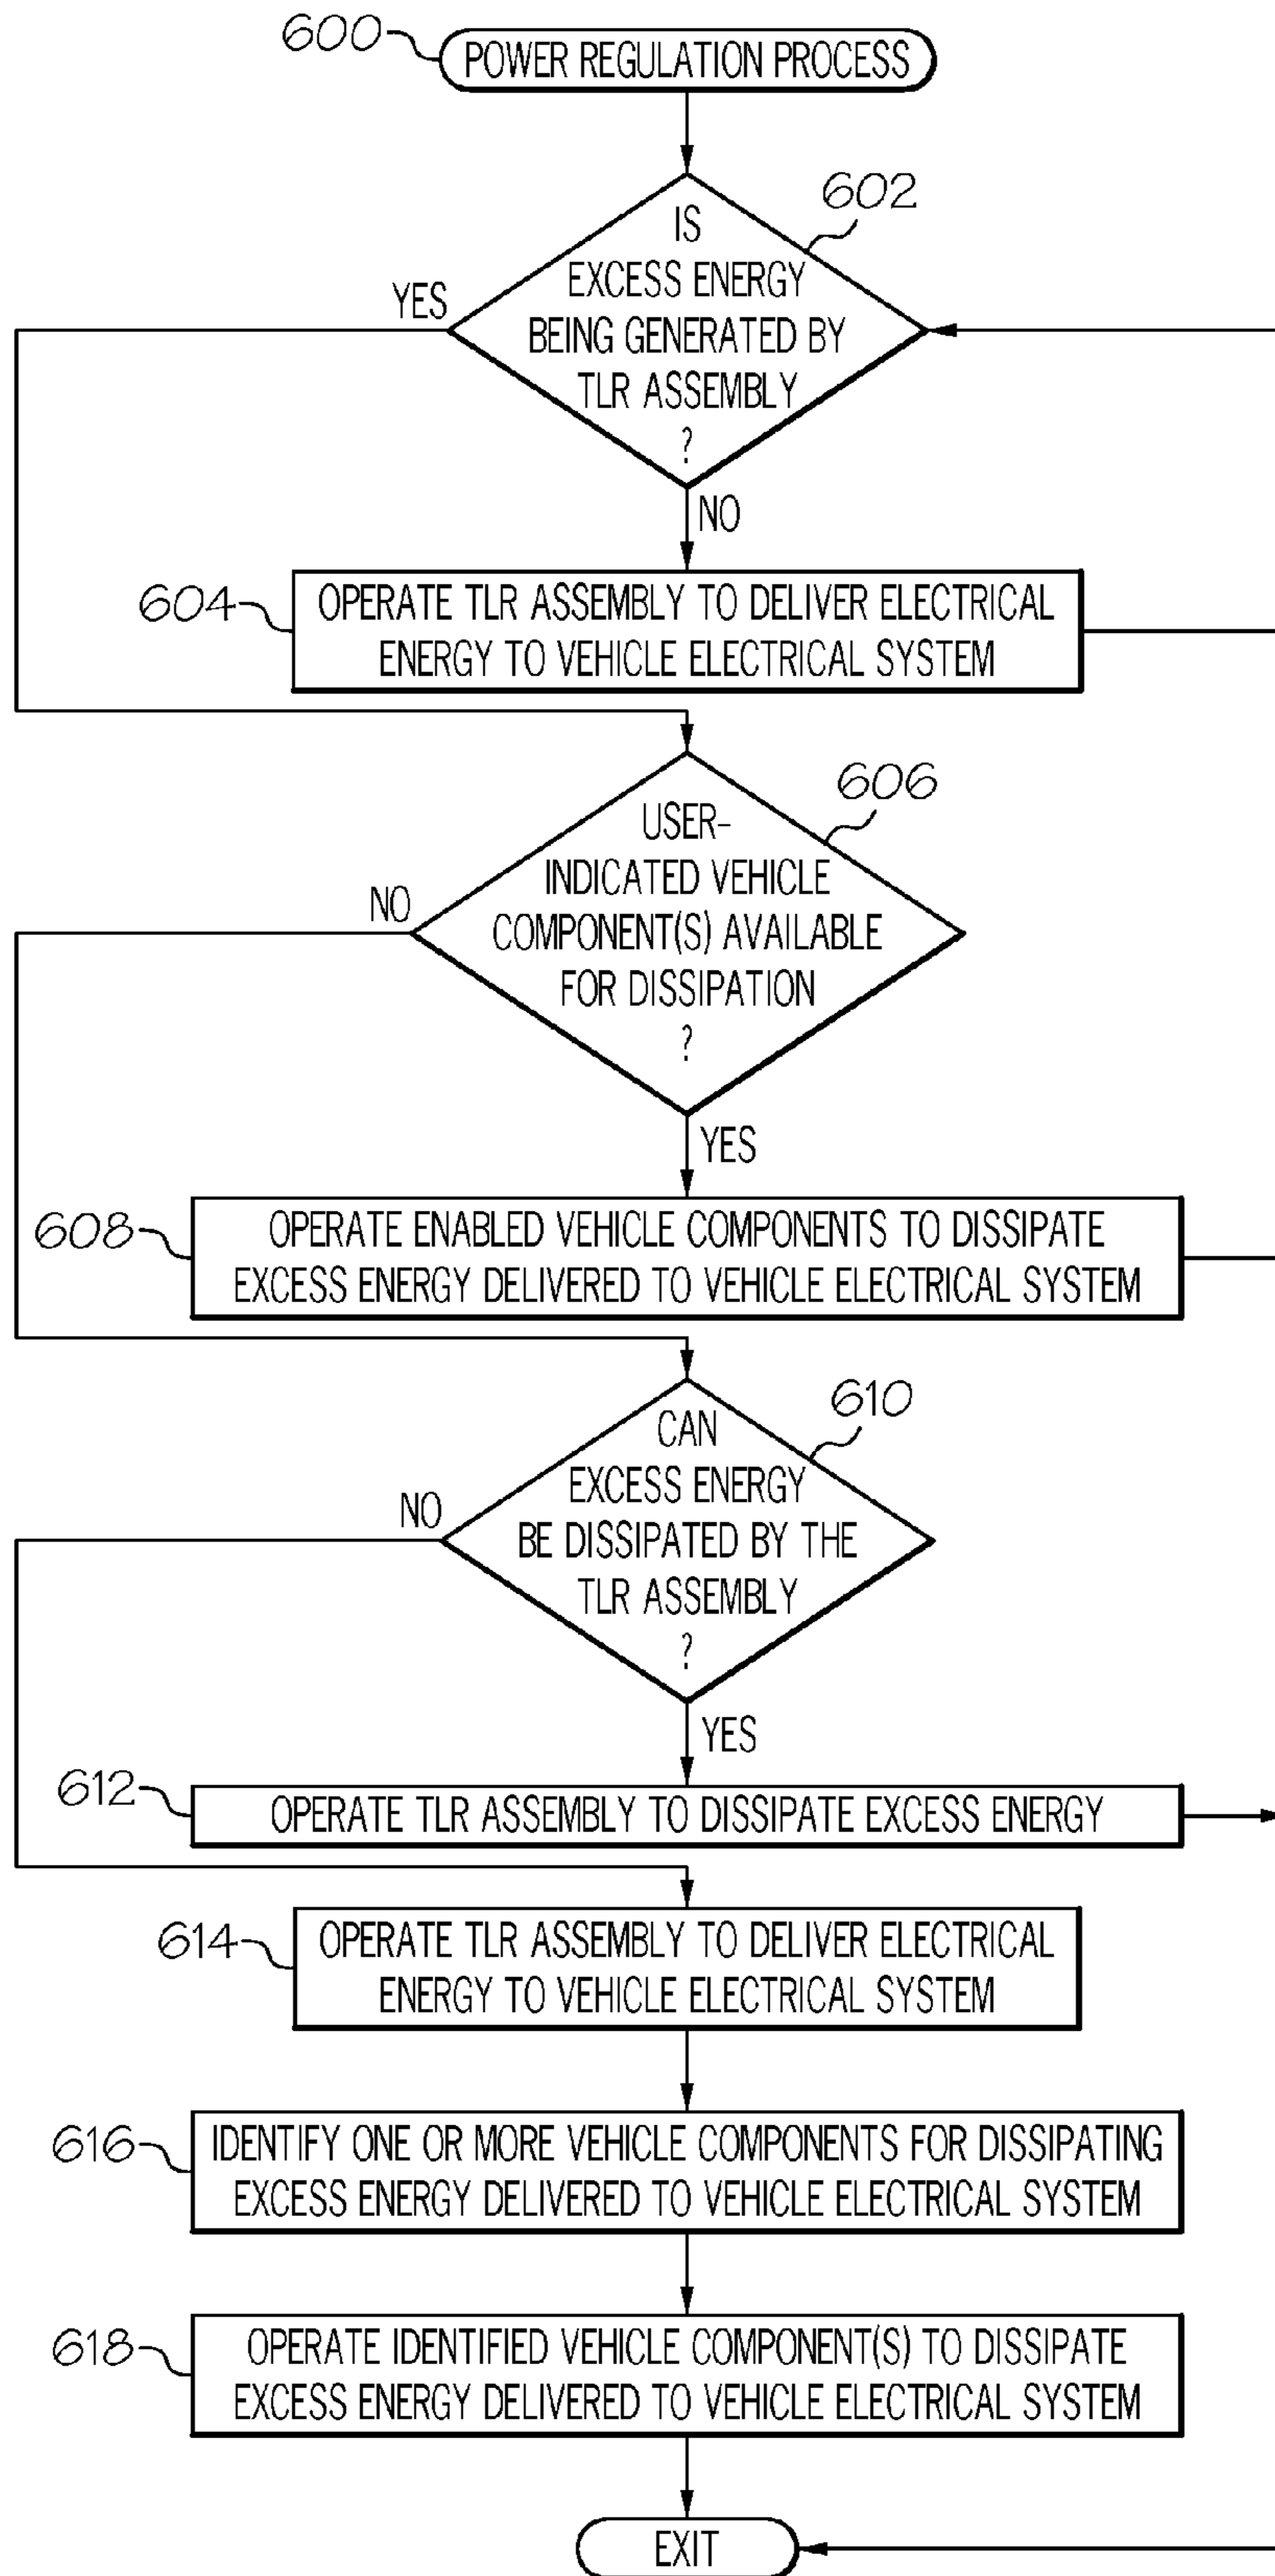 600
POWER REGULATION PROCESS
602
IS
EXCESS ENERGY
BEING GENERATED BY
TLR ASSEMBLY
?
YES
NO
604
OPERATE TLR ASSEMBLY TO DELIVER ELECTRICAL
ENERGY TO VEHICLE ELECTRICAL SYSTEM
606
USER-
INDICATED VEHICLE
COMPONENT(S) AVAILABLE
FOR DISSIPATION
?
NO
YES
608
OPERATE ENABLED VEHICLE COMPONENTS TO DISSIPATE
EXCESS ENERGY DELIVERED TO VEHICLE ELECTRICAL SYSTEM
610
CAN
EXCESS ENERGY
BE DISSIPATED BY THE
TLR ASSEMBLY
?
NO
YES
612
OPERATE TLR ASSEMBLY TO DISSIPATE EXCESS ENERGY
614
OPERATE TLR ASSEMBLY TO DELIVER ELECTRICAL
ENERGY TO VEHICLE ELECTRICAL SYSTEM
616
IDENTIFY ONE OR MORE VEHICLE COMPONENTS FOR DISSIPATING
EXCESS ENERGY DELIVERED TO VEHICLE ELECTRICAL SYSTEM
618
OPERATE IDENTIFIED VEHICLE COMPONENT(S) TO DISSIPATE
EXCESS ENERGY DELIVERED TO VEHICLE ELECTRICAL SYSTEM
EXIT